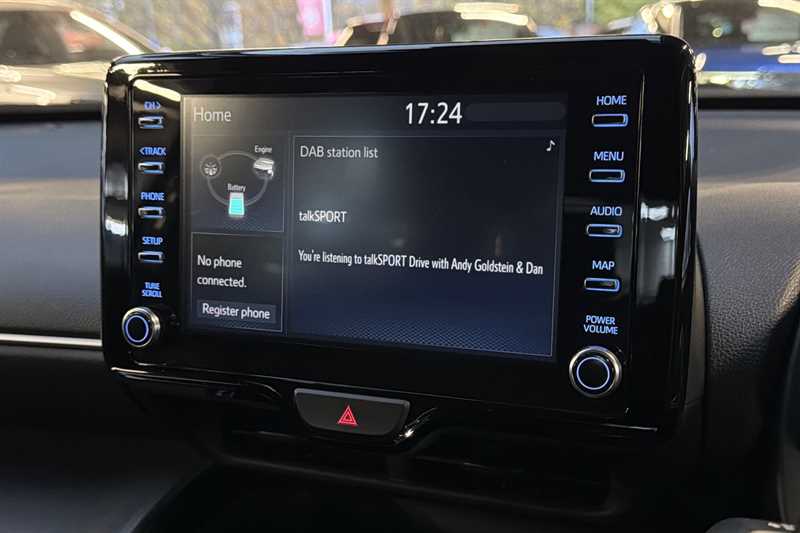 CH >
< TRACK
PHONE
SETUP
TUNE
SCROLL
Home
17:24
Engine
Battery
No phone
connected.
Register phone
DAB station list
talkSPORT
You're listening to talkSPORT Drive with Andy Goldstein & Dan
HOME
MENU
AUDIO
MAP
POWER
VOLUME